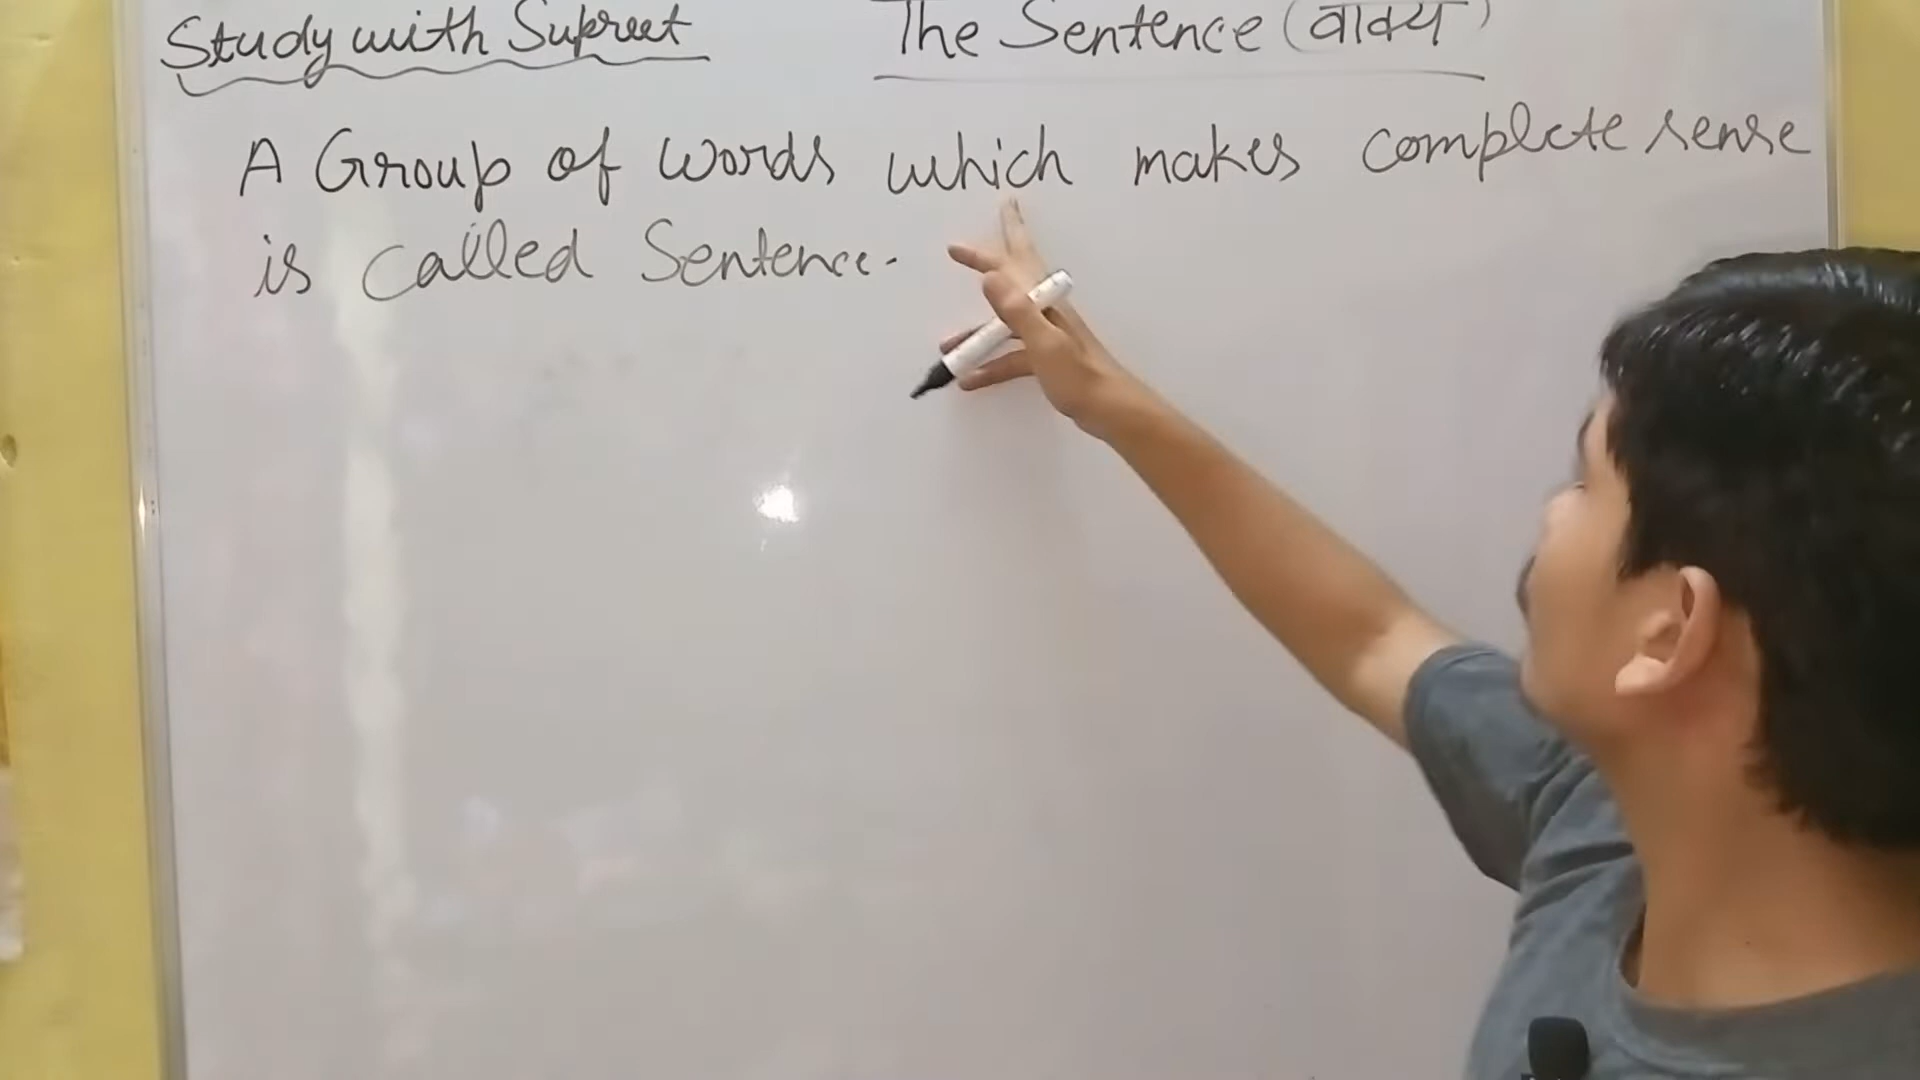 Study with Supreet
The Sentence (वाक्य)
A Group of words which makes complete sense
is called Sentence.